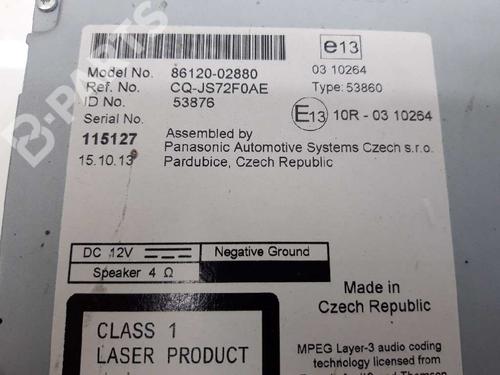 e13
Model No. 86120-02880
03 10264
Ref. No. CQ-JS72F0AE
Type: 53860
ID No. 53876
Serial No.
E13 10R - 03 10264
115127 Assembled by
Panasonic Automotive Systems Czech s.r.o.
15.10.13 Pardubice, Czech Republic
DC 12V Negative Ground
Speaker 4 Ω
Made in
Czech Republic
CLASS 1
LASER PRODUCT
MPEG Layer-3 audio coding
technology licensed from
B-PARTS